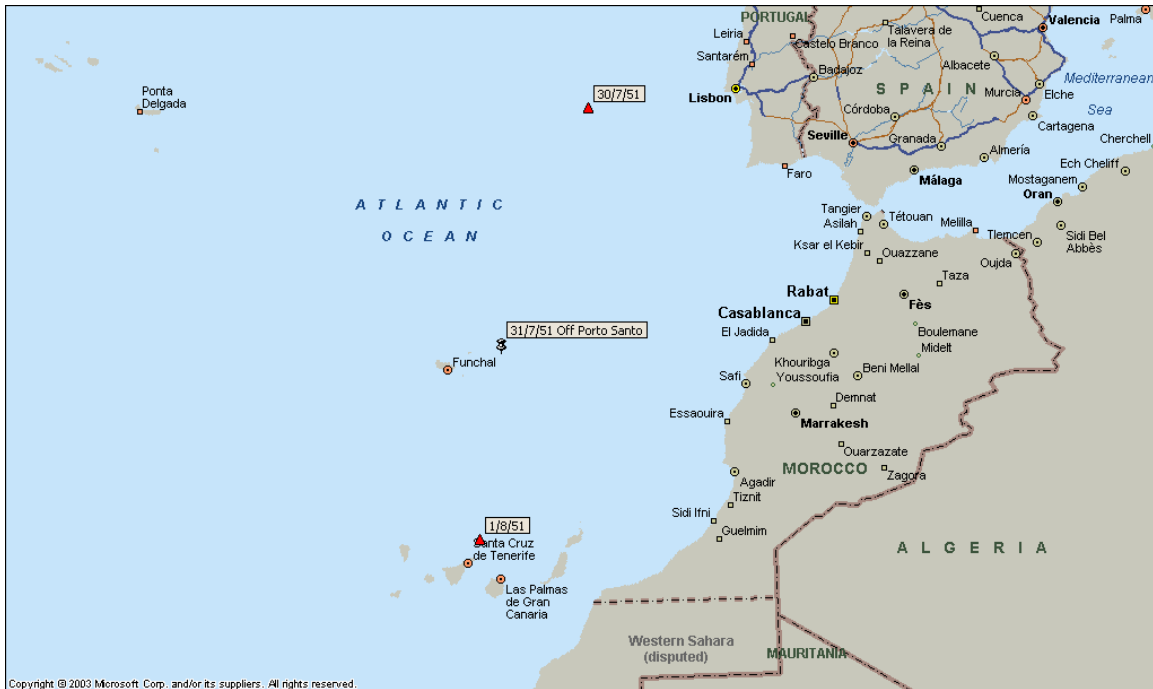 PORTUGAL
Cuenca
Valencia
Palma
Leiria
Castelo Branco
Talavera de
la Reina
Santarém
Albacete
Badajoz
Mediterranean
Sea
Ponta
Delgada
30/7/51
Lisbon
SPAIN
Murcia
Elche
Córdoba
Cartagena
Seville
Granada
Almería
Cherchell
Faro
Málaga
Ech Cheliff
Mostaganem
Oran
ATLANTIC
OCEAN
Tangier
Asilah
Tétouan
Melilla
Tlemcen
Sidi Bel
Abbès
Ksar el Kebir
Ouazzane
Oujda
Taza
Rabat
Fès
Casablanca
31/7/51 Off Porto Santo
El Jadida
Boulemane
Midelt
Funchal
Khouribga
Beni Mellal
Safi
Youssoufia
Demnat
Essaouira
Marrakesh
Ouarzazate
MOROCCO
Zagora
Agadir
Tiznit
Sidi Ifni
Guelmim
1/8/51
Santa Cruz
de Tenerife
ALGERIA
Las Palmas
de Gran
Canaria
Western Sahara
(disputed)
MAURITANIA
Copyright © 2003 Microsoft Corp. and/or its suppliers. All rights reserved.